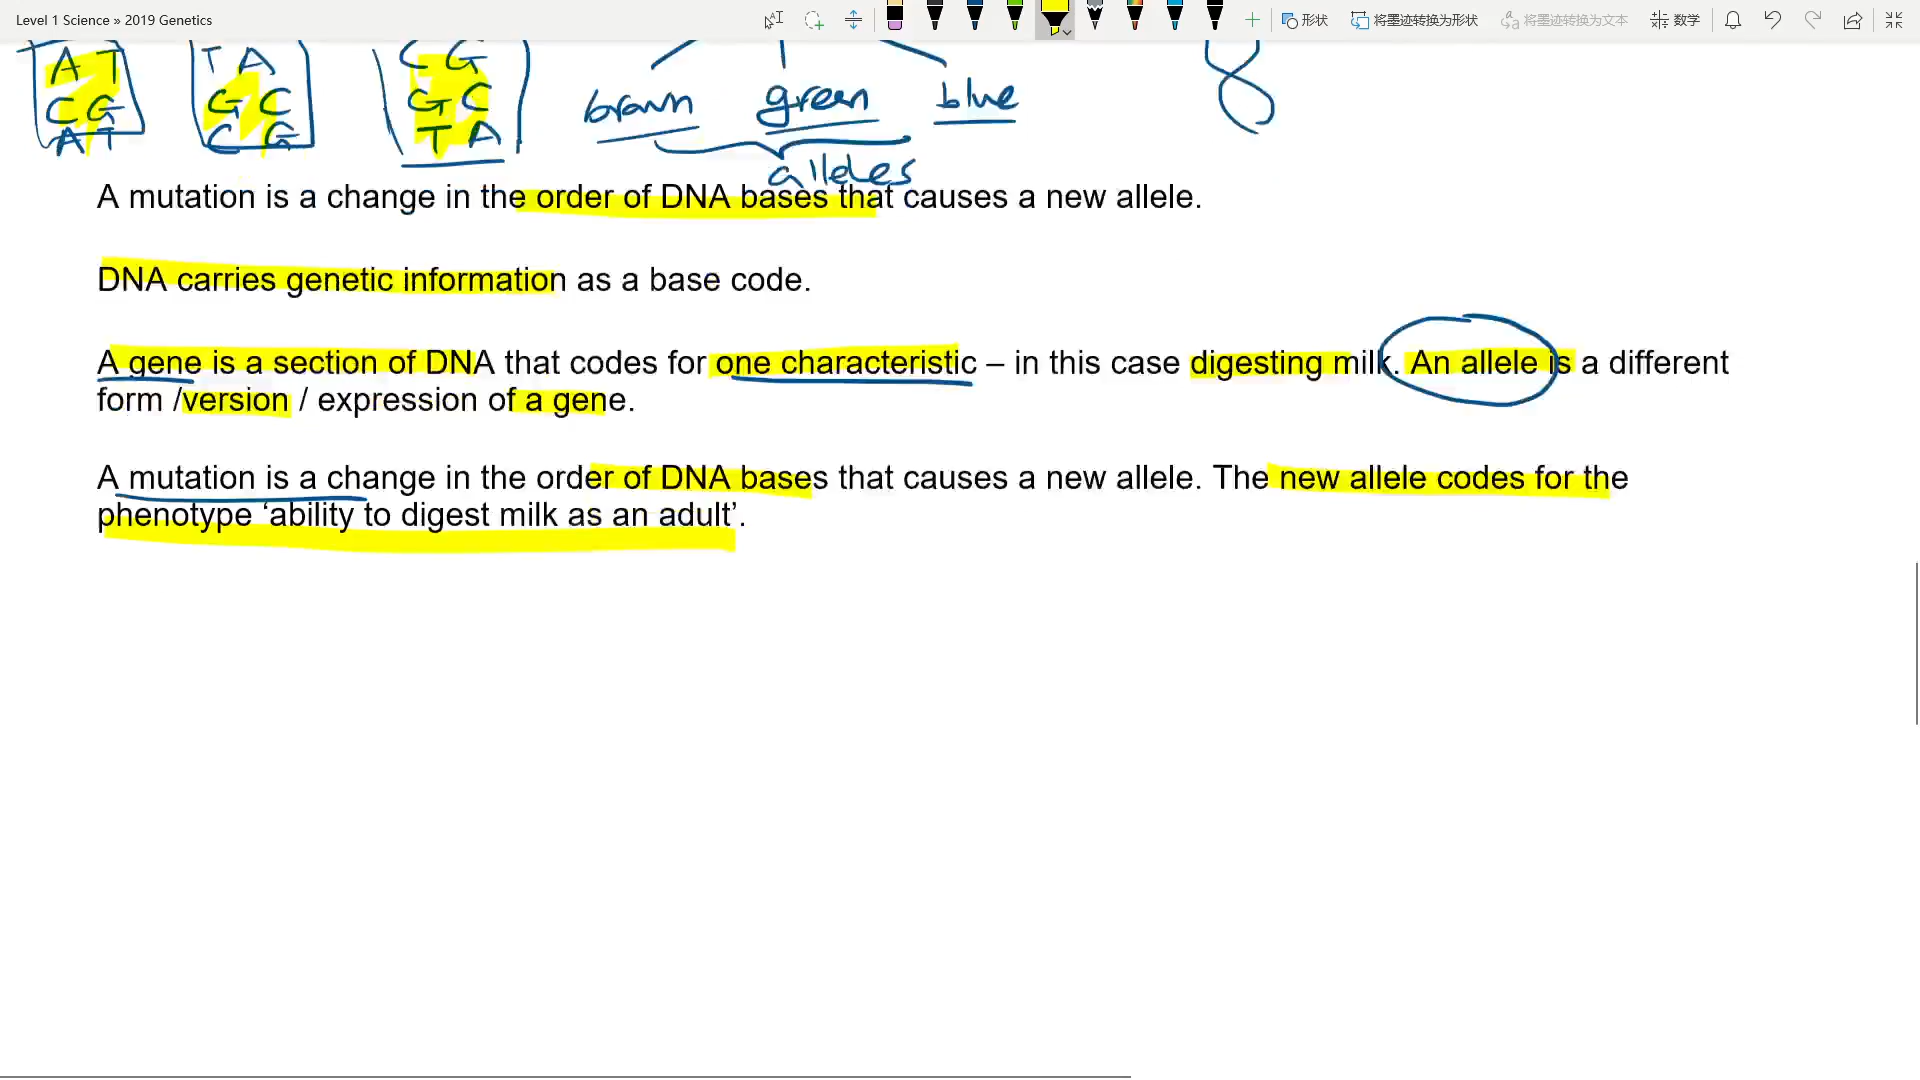 Level 1 Science » 2019 Genetics
形状
将墨迹转换为形状
将墨迹转换为文本
数学
A T T A C G
C G G C G C brown green blue
A T C G T A
alleles
A mutation is a change in the order of DNA bases that causes a new allele.
DNA carries genetic information as a base code.
A gene is a section of DNA that codes for one characteristic – in this case digesting milk. An allele is a different
form /version / expression of a gene.
A mutation is a change in the order of DNA bases that causes a new allele. The new allele codes for the
phenotype ‘ability to digest milk as an adult’.